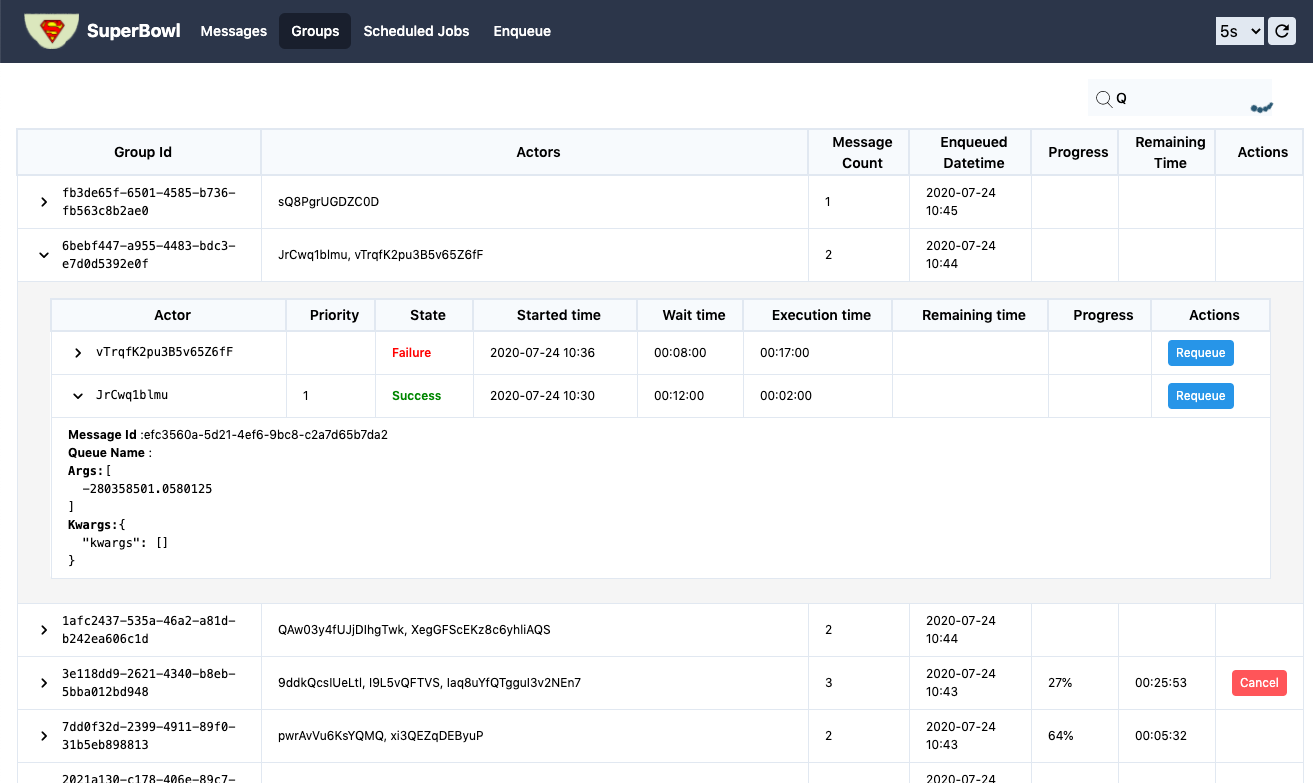 SuperBowl Messages Groups Scheduled Jobs Enqueue 5s
Q
Group Id Actors Message Count Enqueued Datetime Progress Remaining Time Actions
fb3de65f-6501-4585-b736-
fb563c8b2ae0
sQ8PgrUGDZC0D
1
2020-07-24
10:45
6bebf447-a955-4483-bdc3-
e7d0d5392e0f
JrCwq1blmu, vTrqfK2pu3B5v65Z6fF
2
2020-07-24
10:44
Actor Priority State Started time Wait time Execution time Remaining time Progress Actions
vTrqfK2pu3B5v65Z6fF Failure 2020-07-24 10:36 00:08:00 00:17:00 Requeue
JrCwq1blmu 1 Success 2020-07-24 10:30 00:12:00 00:02:00 Requeue
Message Id :efc3560a-5d21-4ef6-9bc8-c2a7d65b7da2
Queue Name :
Args:[
-280358501.0580125
]
Kwargs:{
"kwargs": []
}
1afc2437-535a-46a2-a81d-
b242ea606c1d
QAw03y4fUJjDIhgTwk, XegGFScEKz8c6yhIiAQS
2
2020-07-24
10:44
3e118dd9-2621-4340-b8eb-
5bba012bd948
9ddkQcsIUeLtI, I9L5vQFTVS, Iaq8uYfQTgguI3v2NEn7
3
2020-07-24
10:43
27%
00:25:53
Cancel
7dd0f32d-2399-4911-89f0-
31b5eb898813
pwrAvVu6KsYQMQ, xi3QEZqDEByuP
2
2020-07-24
10:43
64%
00:05:32
2021a130-c178-406e-89c7-
2020-07-24